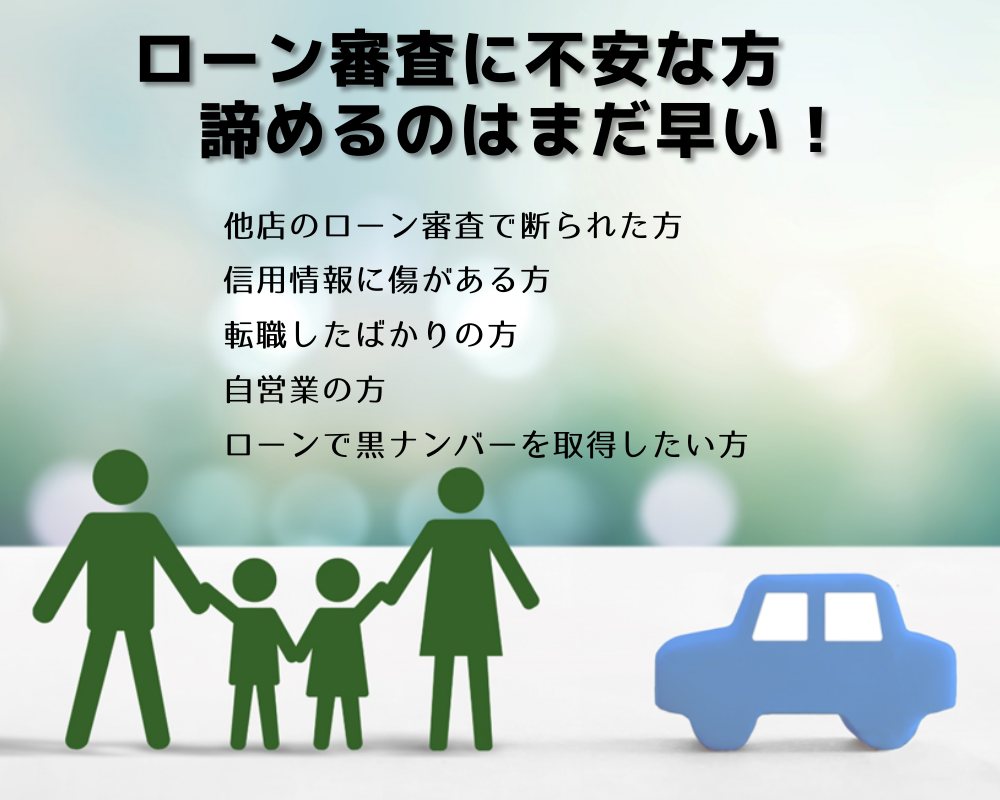 ローン審査に不安な方
諦めるのはまだ早い！
他店のローン審査で断られた方
信用情報に傷がある方
転職したばかりの方
自営業の方
ローンで黒ナンバーを取得したい方